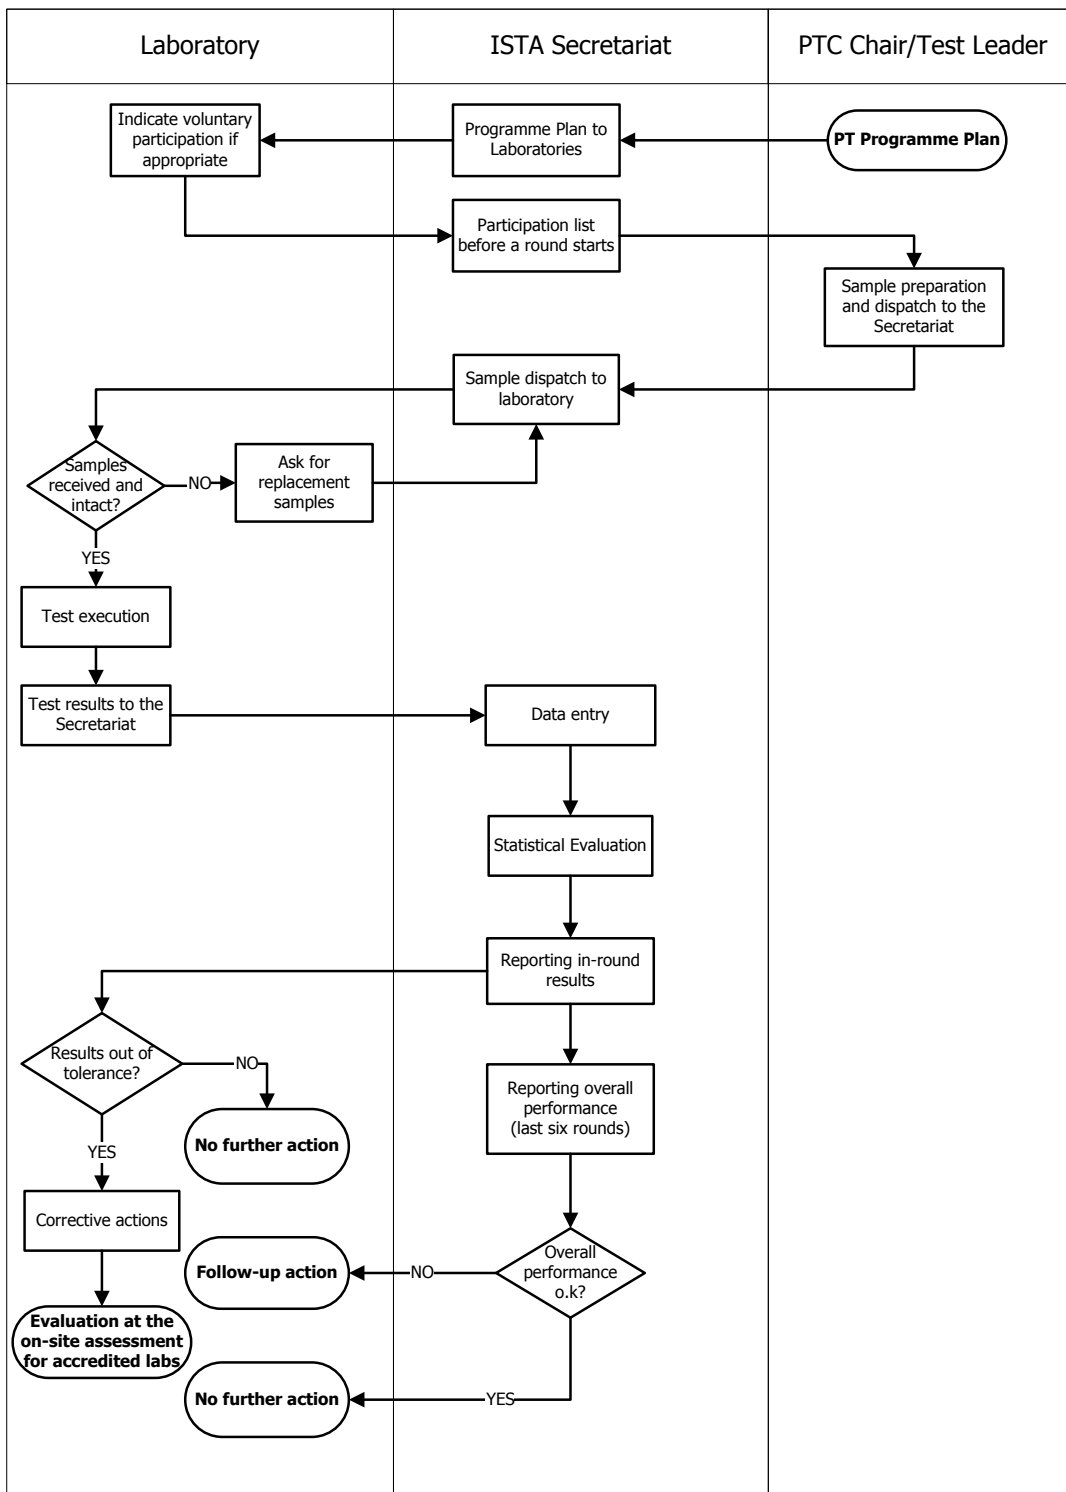 Laboratory
ISTA Secretariat
PTC Chair/Test Leader
Indicate voluntary
participation if
appropriate
Programme Plan to
Laboratories
PT Programme Plan
Participation list
before a round starts
Sample preparation
and dispatch to the
Secretariat
Sample dispatch to
laboratory
Samples
received and
intact?
NO
Ask for
replacement
samples
YES
Test execution
Test results to the
Secretariat
Data entry
Statistical Evaluation
Reporting in-round
results
Results out of
tolerance?
NO
Reporting overall
performance
(last six rounds)
No further action
YES
Corrective actions
Overall
performance
o.k?
NO
Follow-up action
Evaluation at the
on-site assessment
for accredited labs
YES
No further action